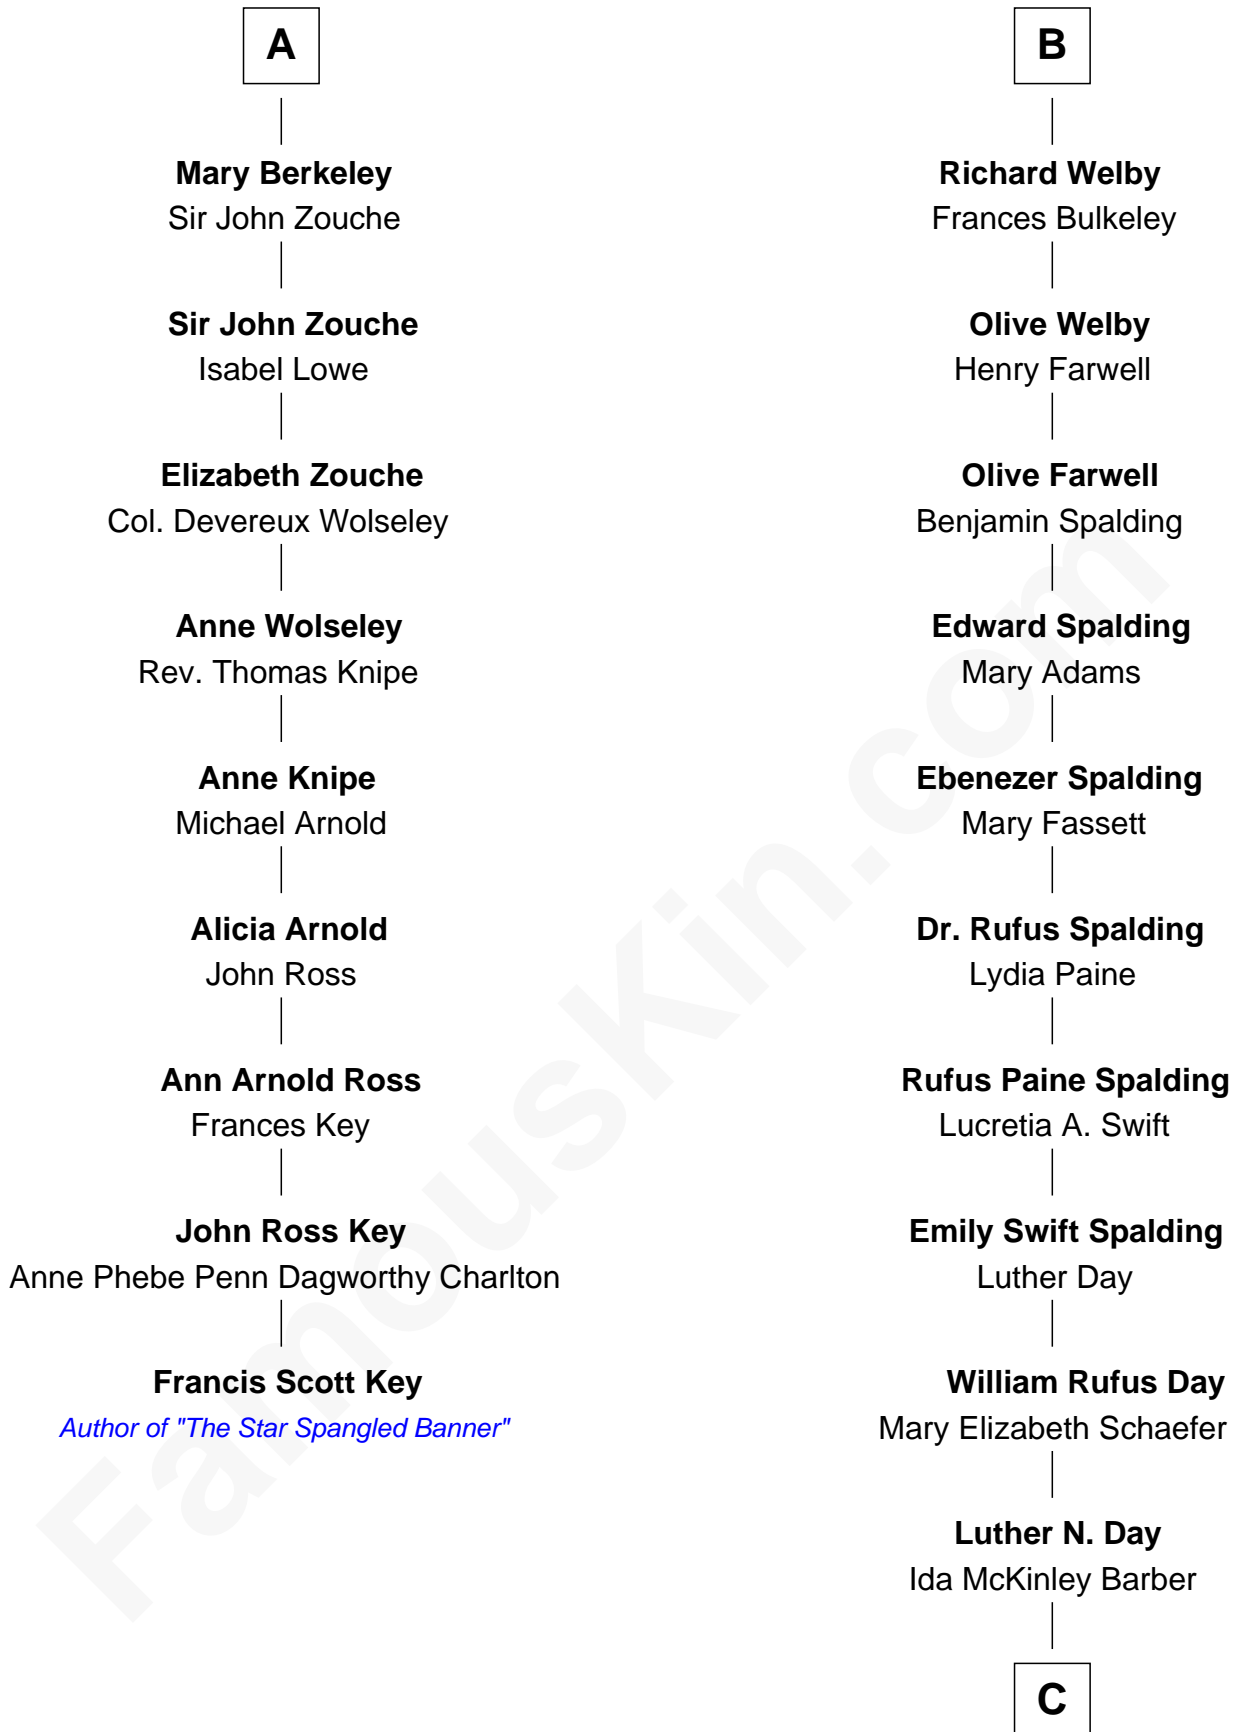 A
Mary Berkeley
Sir John Zouche
Sir John Zouche
Isabel Lowe
Elizabeth Zouche
Col. Devereux Wolseley
Anne Wolseley
Rev. Thomas Knipe
Anne Knipe
Michael Arnold
Alicia Arnold
John Ross
Ann Arnold Ross
Frances Key
John Ross Key
Anne Phebe Penn Dagworthy Charlton
Francis Scott Key
Author of "The Star Spangled Banner"
B
Richard Welby
Frances Bulkeley
Olive Welby
Henry Farwell
Olive Farwell
Benjamin Spalding
Edward Spalding
Mary Adams
Ebenezer Spalding
Mary Fassett
Dr. Rufus Spalding
Lydia Paine
Rufus Paine Spalding
Lucretia A. Swift
Emily Swift Spalding
Luther Day
William Rufus Day
Mary Elizabeth Schaefer
Luther N. Day
Ida McKinley Barber
C
FamousKin.com